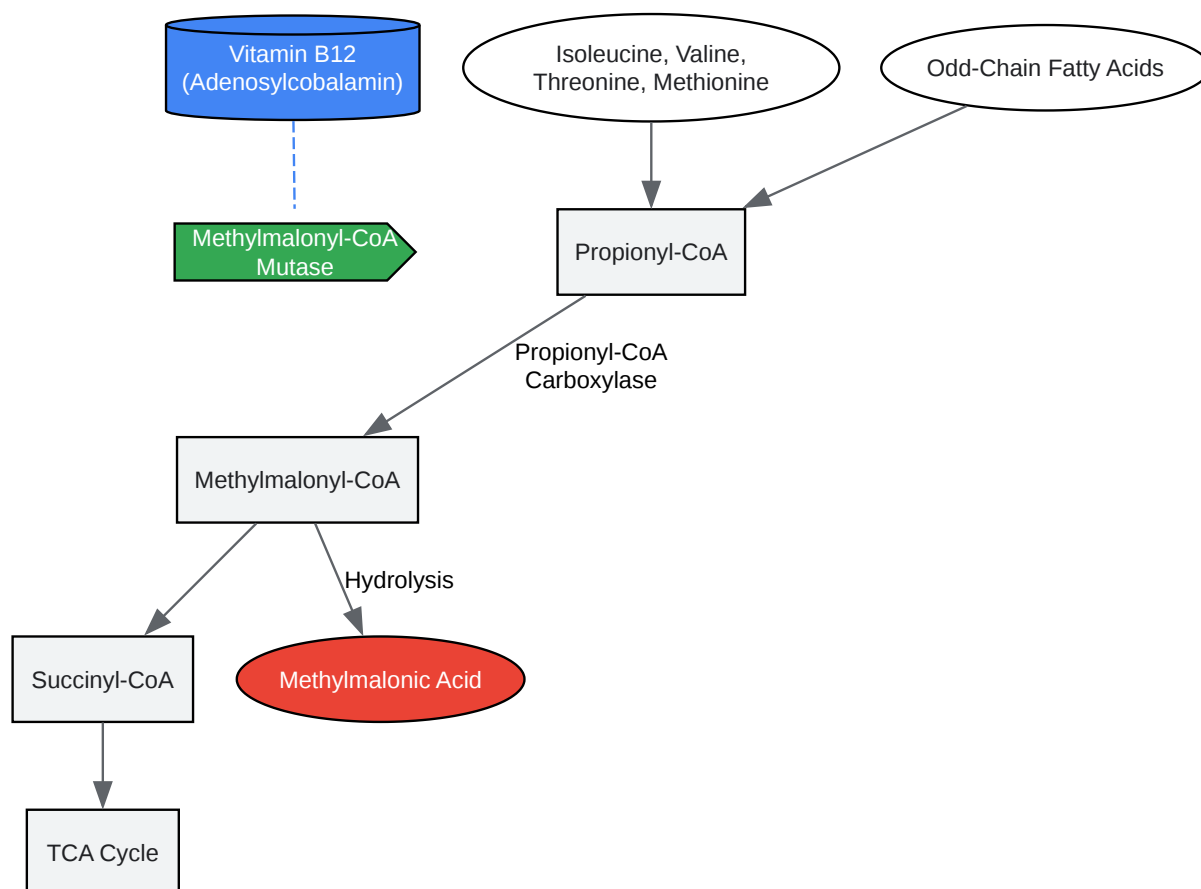 Vitamin B12
(Adenosylcobalamin)
Isoleucine, Valine,
Threonine, Methionine
Odd-Chain Fatty Acids
Methylmalonyl-CoA
Mutase
Propionyl-CoA
Propionyl-CoA
Carboxylase
Methylmalonyl-CoA
Hydrolysis
Succinyl-CoA
Methylmalonic Acid
TCA Cycle